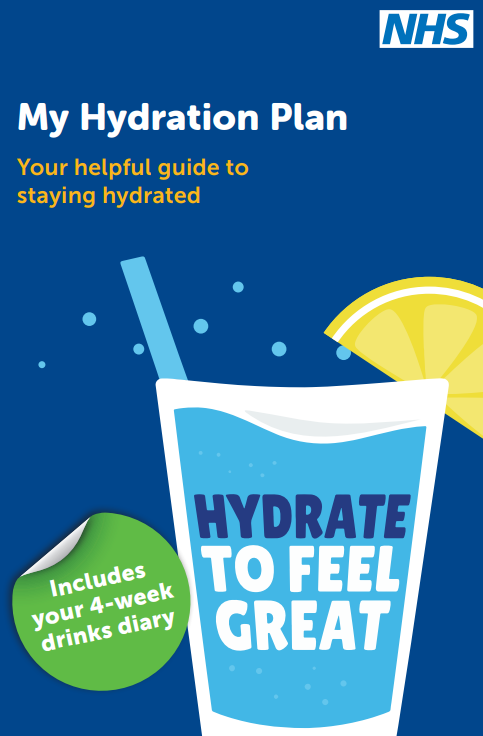 NHS
My Hydration Plan
Your helpful guide to
staying hydrated
HYDRATE
TO FEEL
GREAT
Includes
your 4-week
drinks diary